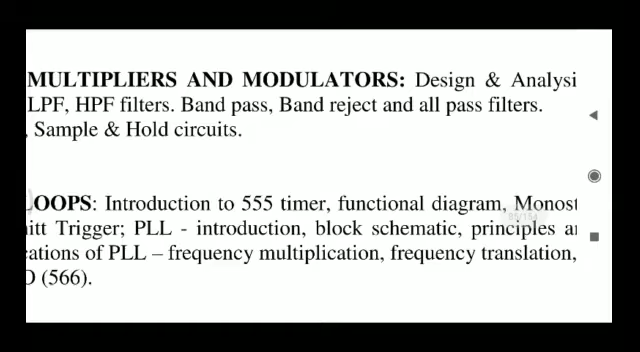 MULTIPLIERS AND MODULATORS: Design & Analysi
LPF, HPF filters. Band pass, Band reject and all pass filters.
, Sample & Hold circuits.
OOPS: Introduction to 555 timer, functional diagram, Monost
itt Trigger; PLL - introduction, block schematic, principles a
cations of PLL – frequency multiplication, frequency translation,
O (566).